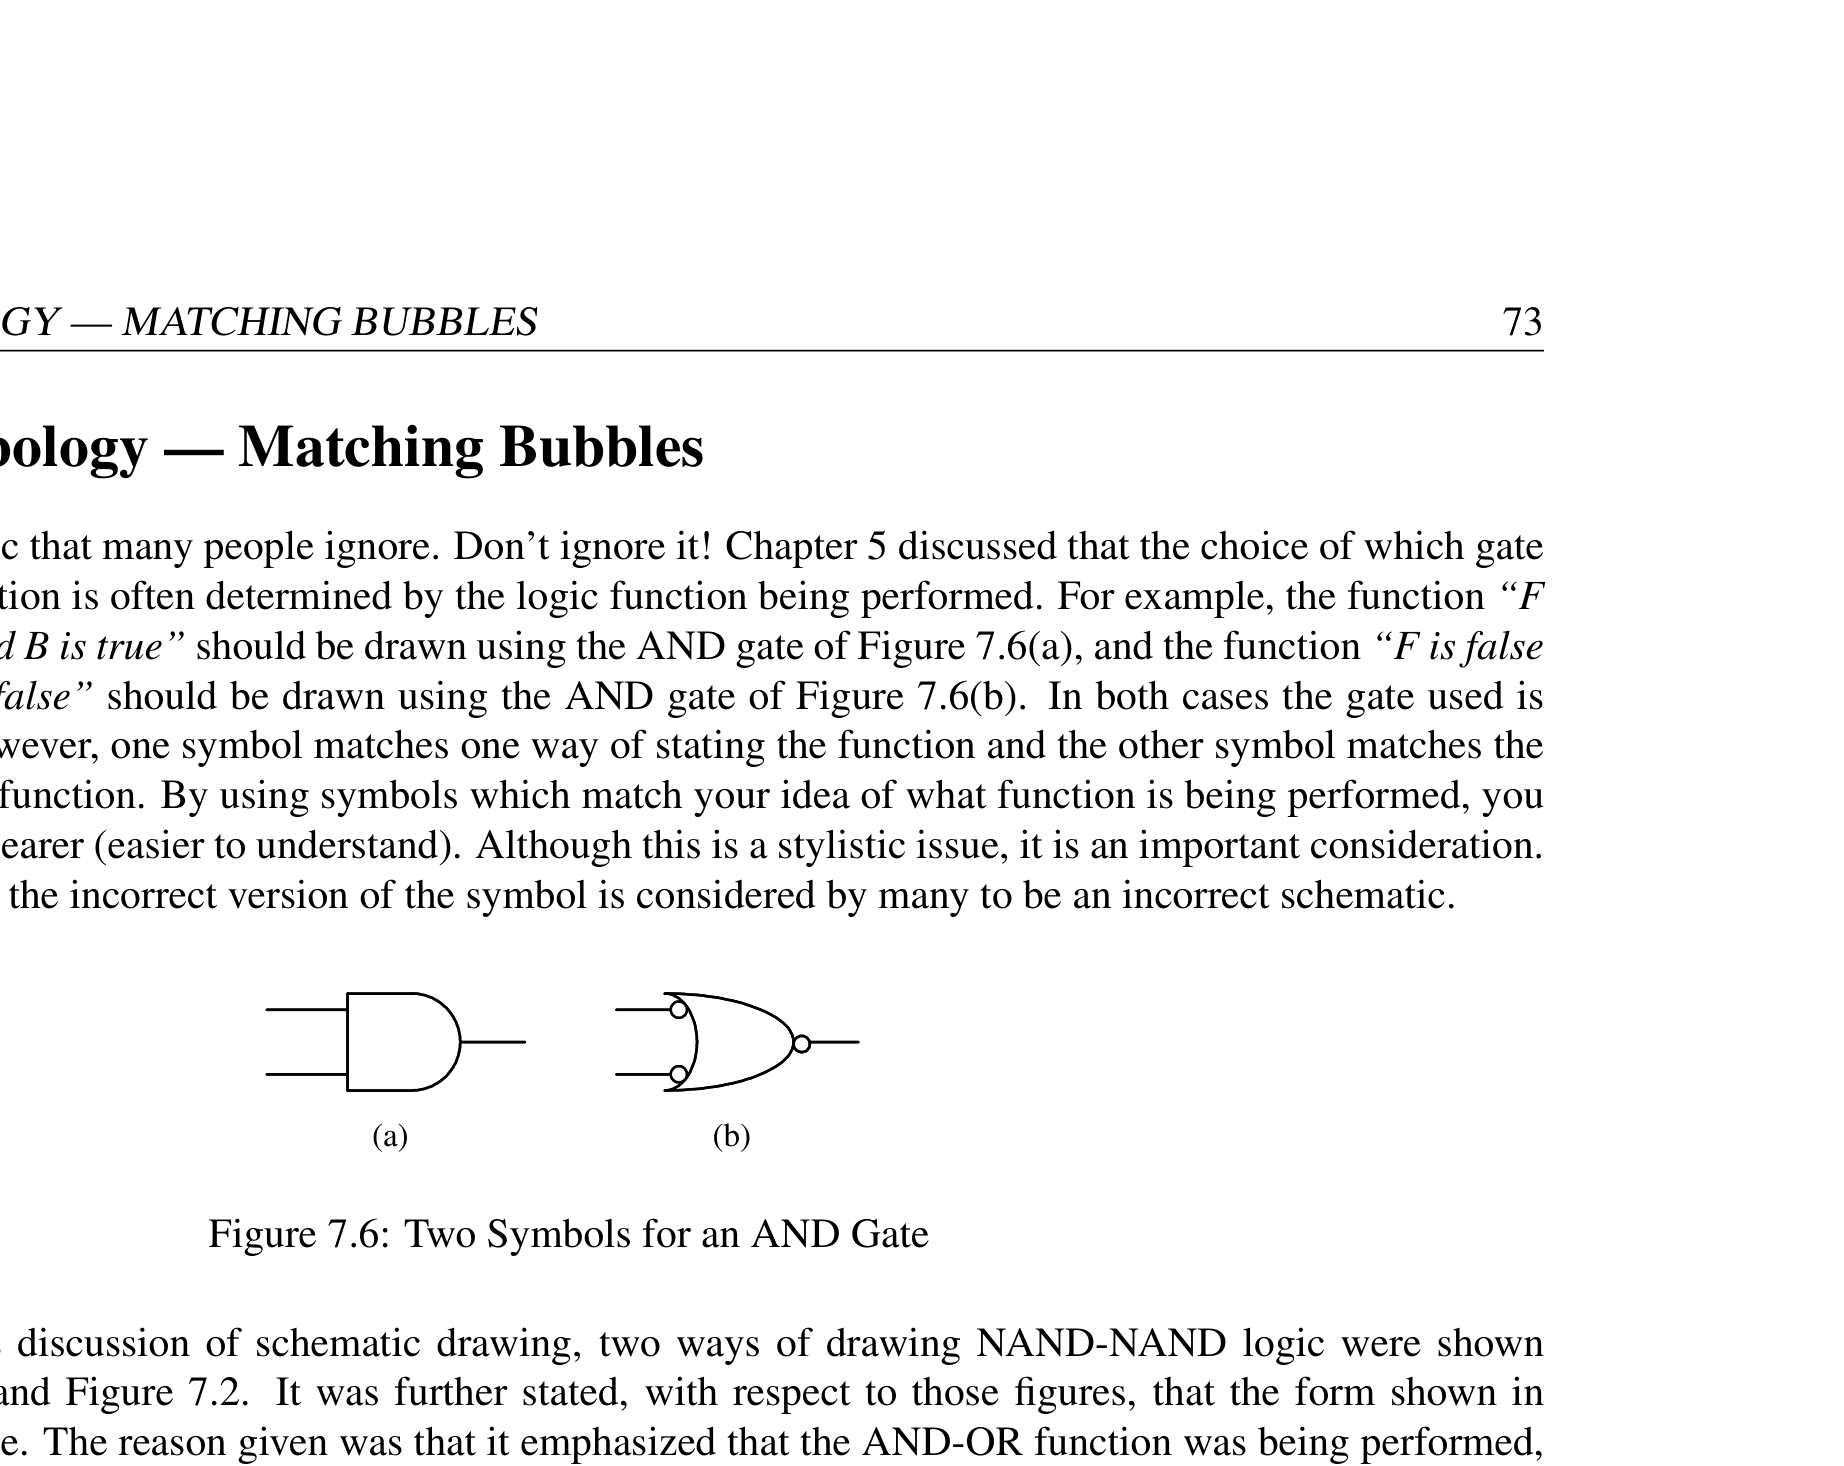 GY — MATCHING BUBBLES 73
ology — Matching Bubbles
c that many people ignore. Don’t ignore it! Chapter 5 discussed that the choice of which gate
tion is often determined by the logic function being performed. For example, the function “F
d B is true” should be drawn using the AND gate of Figure 7.6(a), and the function “F is false
false” should be drawn using the AND gate of Figure 7.6(b). In both cases the gate used is
wever, one symbol matches one way of stating the function and the other symbol matches the
function. By using symbols which match your idea of what function is being performed, you
earer (easier to understand). Although this is a stylistic issue, it is an important consideration.
the incorrect version of the symbol is considered by many to be an incorrect schematic.
(a) (b)
Figure 7.6: Two Symbols for an AND Gate
discussion of schematic drawing, two ways of drawing NAND-NAND logic were shown
and Figure 7.2. It was further stated, with respect to those figures, that the form shown in
e. The reason given was that it emphasized that the AND-OR function was being performed,